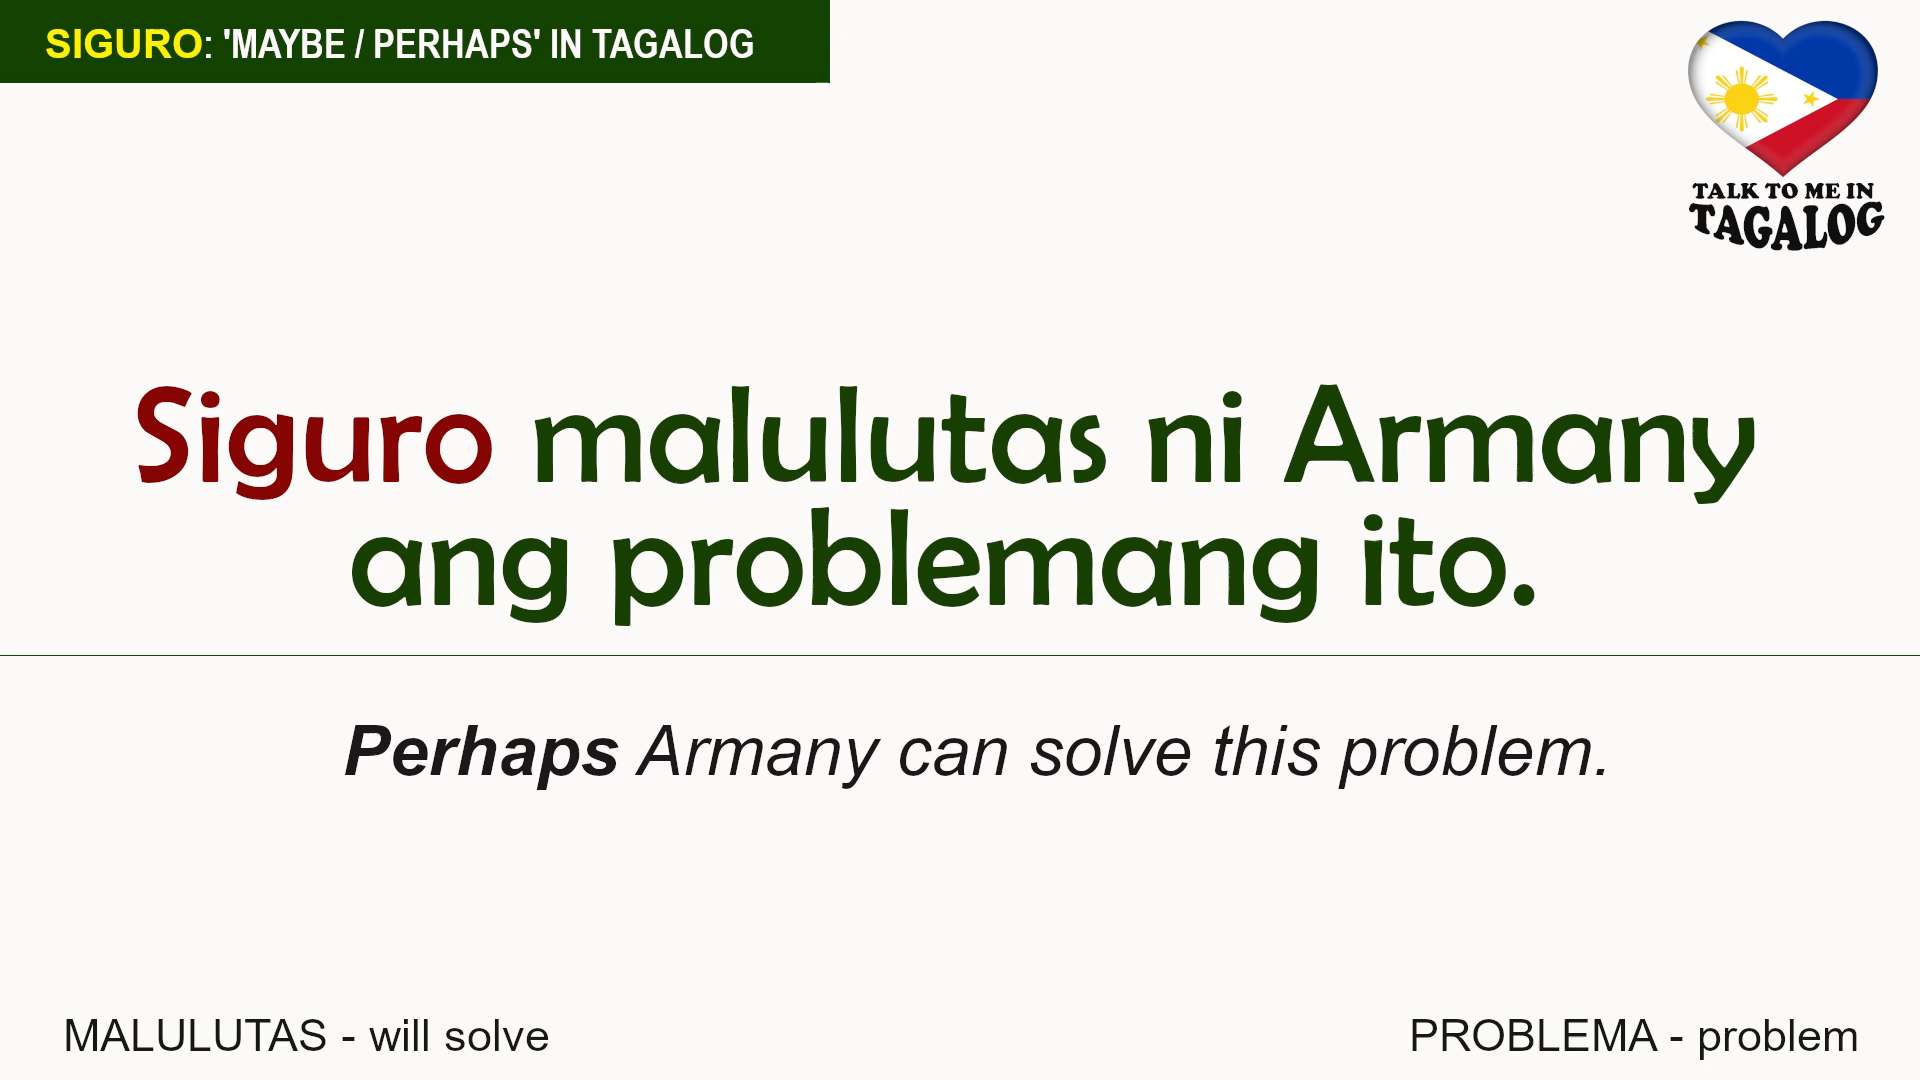 SIGURO: 'MAYBE / PERHAPS' IN TAGALOG
TALK TO ME IN
TAGALOG
Siguro malulutas ni Armany
ang problemang ito.
Perhaps Armany can solve this problem.
MALULUTAS - will solve
PROBLEMA - problem